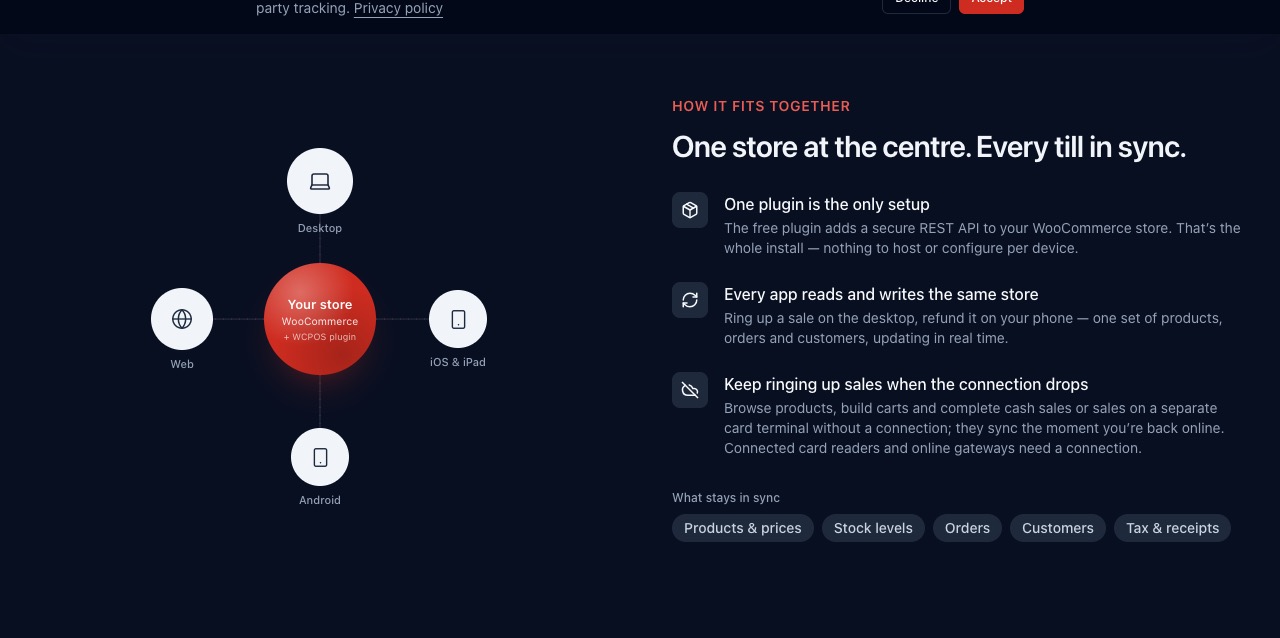 party tracking. Privacy policy
Decline
Accept
HOW IT FITS TOGETHER
One store at the centre. Every till in sync.
One plugin is the only setup
The free plugin adds a secure REST API to your WooCommerce store. That’s the
whole install — nothing to host or configure per device.
Every app reads and writes the same store
Ring up a sale on the desktop, refund it on your phone — one set of products,
orders and customers, updating in real time.
Keep ringing up sales when the connection drops
Browse products, build carts and complete cash sales or sales on a separate
card terminal without a connection; they sync the moment you’re back online.
Connected card readers and online gateways need a connection.
What stays in sync
Products & prices
Stock levels
Orders
Customers
Tax & receipts
Desktop
Your store
WooCommerce
+ WCPOS plugin
Web
iOS & iPad
Android